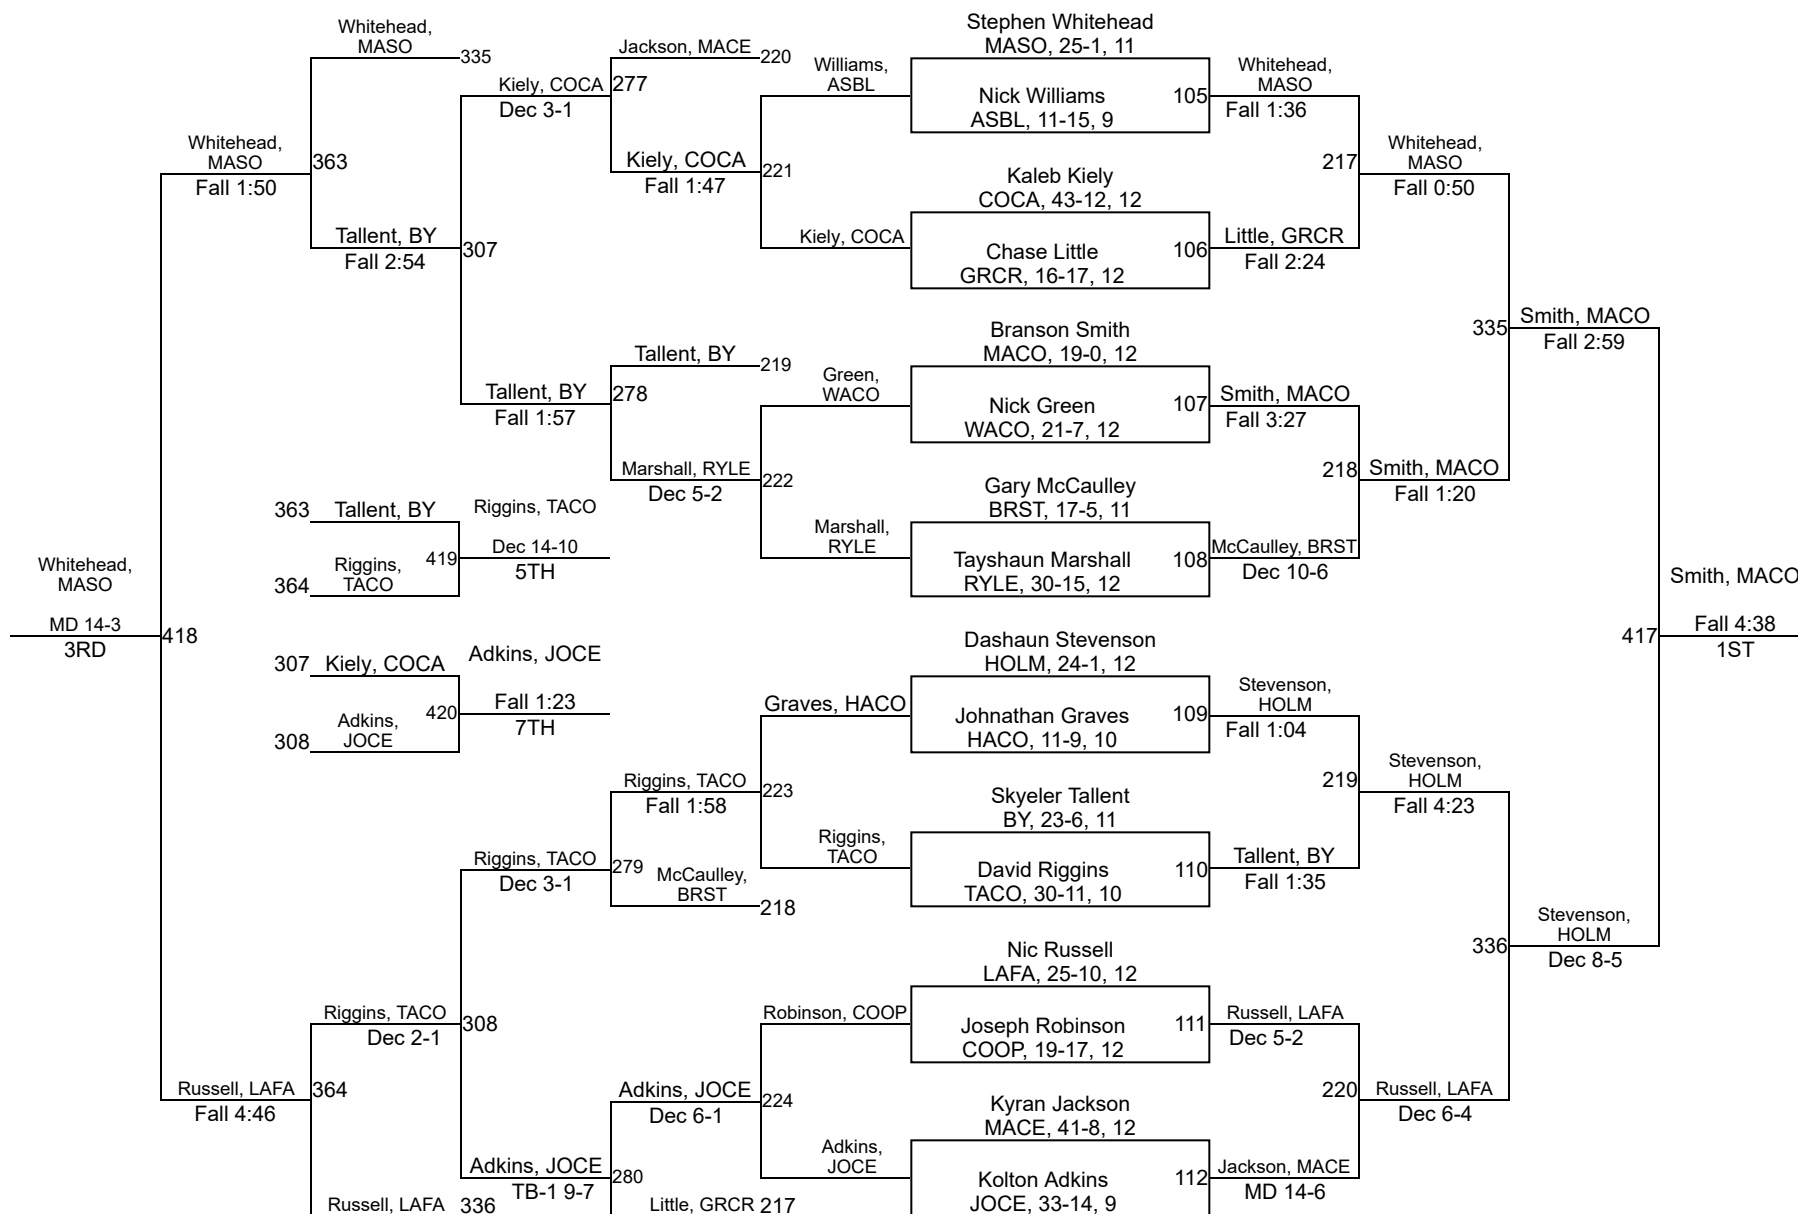 Stephen Whitehead
MASO, 25-1, 11
Whitehead,
MASO
335
Jackson, MACE
220
Williams,
ASBL
Whitehead,
MASO
Kiely, COCA
277
Dec 3-1
Nick Williams
105
ASBL, 11-15, 9
Fall 1:36
Whitehead,
MASO
363
Fall 1:50
Kiely, COCA
221
Fall 1:47
Kaleb Kiely
COCA, 43-12, 12
217
Whitehead,
MASO
Fall 0:50
Tallent, BY
307
Fall 2:54
Kiely, COCA
Chase Little
106
GRCR, 16-17, 12
Little, GRCR
Fall 2:24
335
Smith, MACO
Fall 2:59
Branson Smith
MACO, 19-0, 12
Tallent, BY
219
Green,
WACO
Tallent, BY
278
Fall 1:57
Nick Green
107
WACO, 21-7, 12
Smith, MACO
Fall 3:27
Marshall, RYLE
222
Dec 5-2
Gary McCaulley
BRST, 17-5, 11
218
Smith, MACO
Fall 1:20
363
Tallent, BY
Riggins, TACO
Riggins,
TACO
364
419
Dec 14-10
5TH
Marshall,
RYLE
Tayshaun Marshall
108
RYLE, 30-15, 12
McCaulley, BRST
Dec 10-6
Whitehead,
MASO
MD 14-3
3RD
418
Smith, MACO
417
Fall 4:38
1ST
307
Kiely, COCA
Adkins, JOCE
Adkins,
JOCE
308
420
Fall 1:23
7TH
Dashaun Stevenson
HOLM, 24-1, 12
Graves, HACO
Johnathan Graves
109
HACO, 11-9, 10
Stevenson,
HOLM
Fall 1:04
Riggins, TACO
223
Fall 1:58
Skyeler Tallent
BY, 23-6, 11
219
Stevenson,
HOLM
Fall 4:23
Riggins, TACO
279
Dec 3-1
McCaulley,
BRST
218
Riggins,
TACO
David Riggins
110
TACO, 30-11, 10
Tallent, BY
Fall 1:35
336
Stevenson,
HOLM
Dec 8-5
Nic Russell
LAFA, 25-10, 12
Riggins, TACO
308
Dec 2-1
Robinson, COOP
Joseph Robinson
111
COOP, 19-17, 12
Russell, LAFA
Dec 5-2
Russell, LAFA
364
Fall 4:46
Adkins, JOCE
224
Dec 6-1
Kyran Jackson
MACE, 41-8, 12
220
Russell, LAFA
Dec 6-4
Adkins, JOCE
280
TB-1 9-7
Russell, LAFA
336
Little, GRCR
217
Adkins,
JOCE
Kolton Adkins
112
JOCE, 33-14, 9
Jackson, MACE
MD 14-6